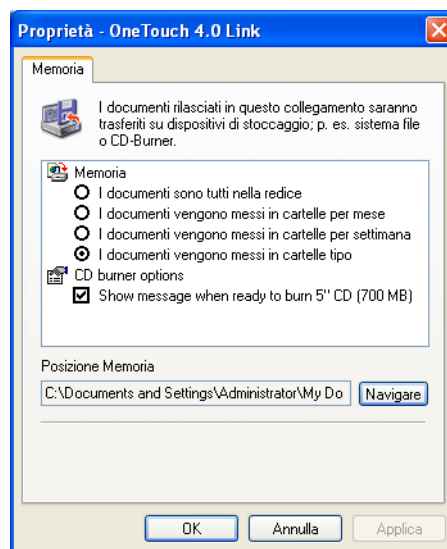 Proprietà - OneTouch 4.0 Link
Memoria
I documenti rilasciati in questo collegamento saranno
trasferiti su dispositivi di stoccaggio; p. es. sistema file
o CD-Burner.
Memoria
I documenti sono tutti nella redice
I documenti vengono messi in cartelle per mese
I documenti vengono messi in cartelle per settimana
I documenti vengono messi in cartelle tipo
CD burner options
Show message when ready to burn 5" CD (700 MB)
Posizione Memoria
C:\Documents and Settings\Administrator\My Do
Navigare
OK
Annulla
Applica